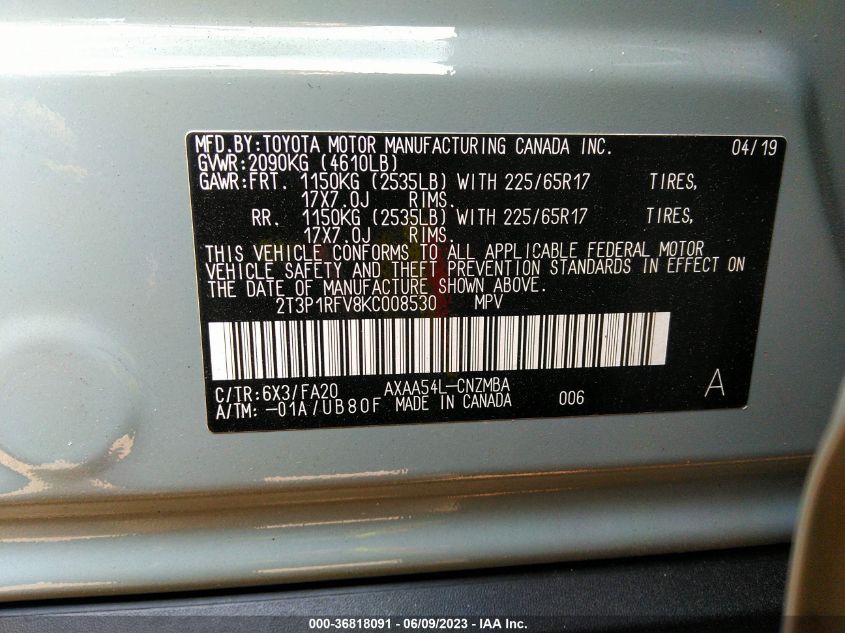 MFD.BY:TOYOTA MOTOR MANUFACTURING CANADA INC. 04/19
GVWR:2090KG (4610LB)
GAWR:FRT. 1150KG (2535LB) WITH 225/65R17 TIRES,
17X7.0J RIMS.
RR. 1150KG (2535LB) WITH 225/65R17 TIRES,
17X7.0J RIMS.
THIS VEHICLE CONFORMS TO ALL APPLICABLE FEDERAL MOTOR
VEHICLE SAFETY AND THEFT PREVENTION STANDARDS IN EFFECT ON
THE DATE OF MANUFACTURE SHOWN ABOVE.
2T3P1RFV8KC008530 MPV
C/TR:6X3/FA20 AXAA54L-CNZMBA
A/TM: -01A/UB80F MADE IN CANADA 006 A
000-36818091 - 06/09/2023 - IAA Inc.